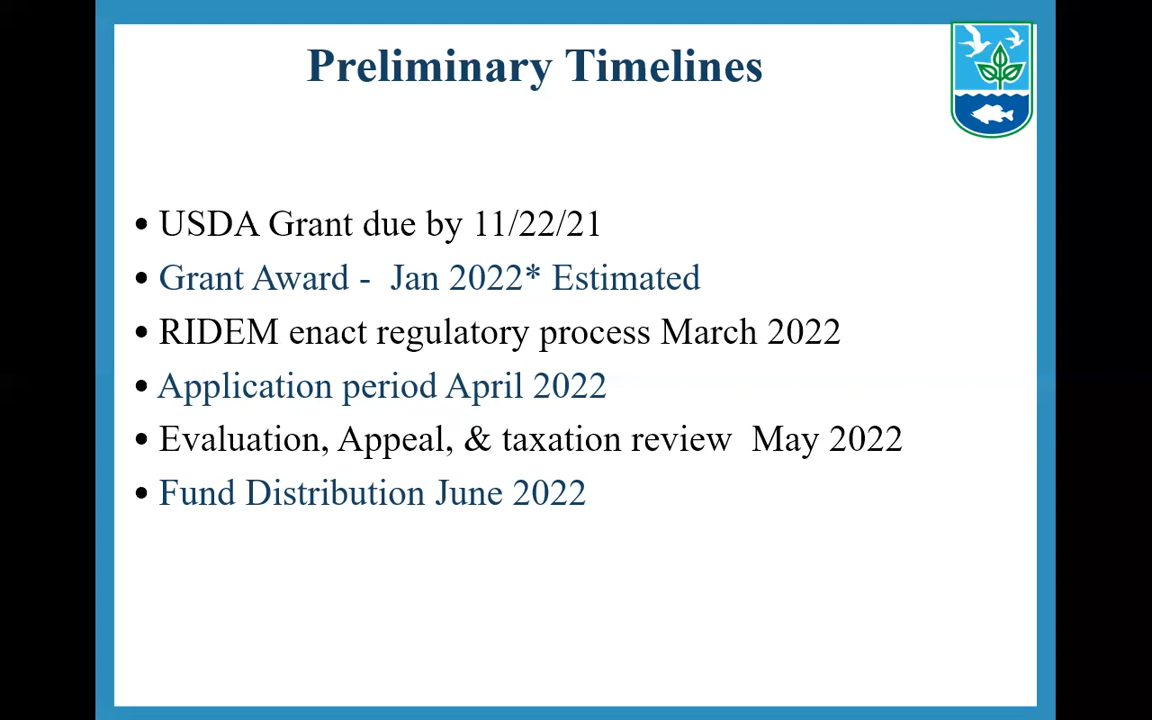 Preliminary Timelines
• USDA Grant due by 11/22/21
• Grant Award -  Jan 2022* Estimated
• RIDEM enact regulatory process March 2022
• Application period April 2022
• Evaluation, Appeal, & taxation review  May 2022
• Fund Distribution June 2022